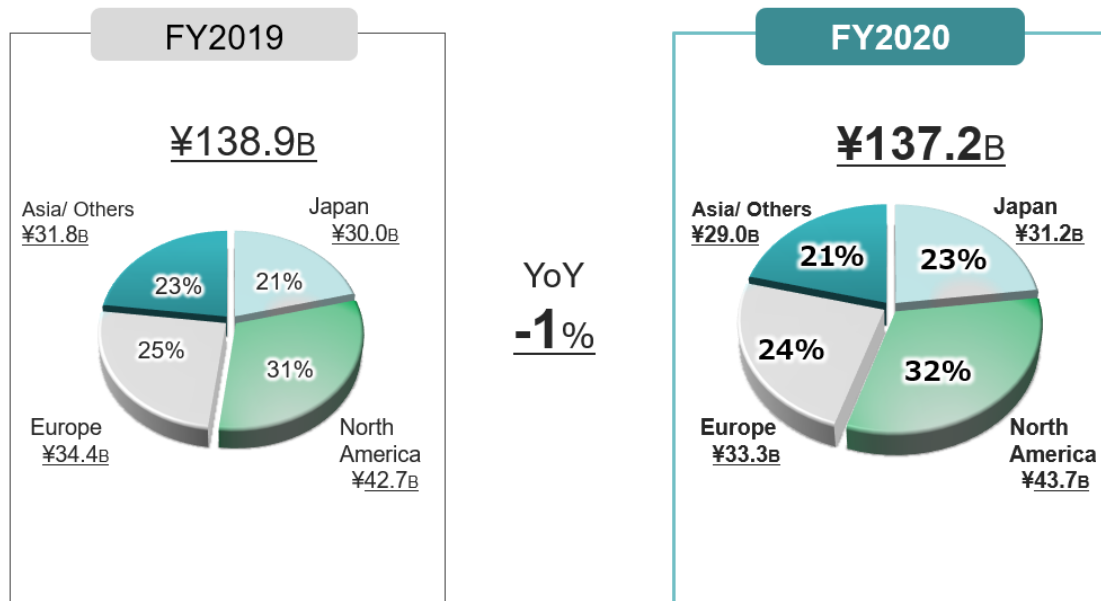 FY2019
¥138.9B
Asia/ Others
¥31.8B
Japan
¥30.0B
23%
21%
25%
31%
Europe
¥34.4B
North
America
¥42.7B
YoY
-1%
FY2020
¥137.2B
Asia/ Others
¥29.0B
Japan
¥31.2B
21%
23%
24%
32%
Europe
¥33.3B
North
America
¥43.7B